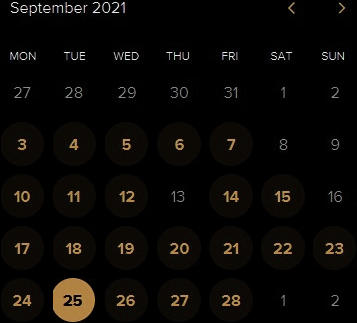 September 2021
MON TUE WED THU FRI SAT SUN
27 28 29 30 31 1 2
3 4 5 6 7 8 9
10 11 12 13 14 15 16
17 18 19 20 21 22 23
24 25 26 27 28 1 2